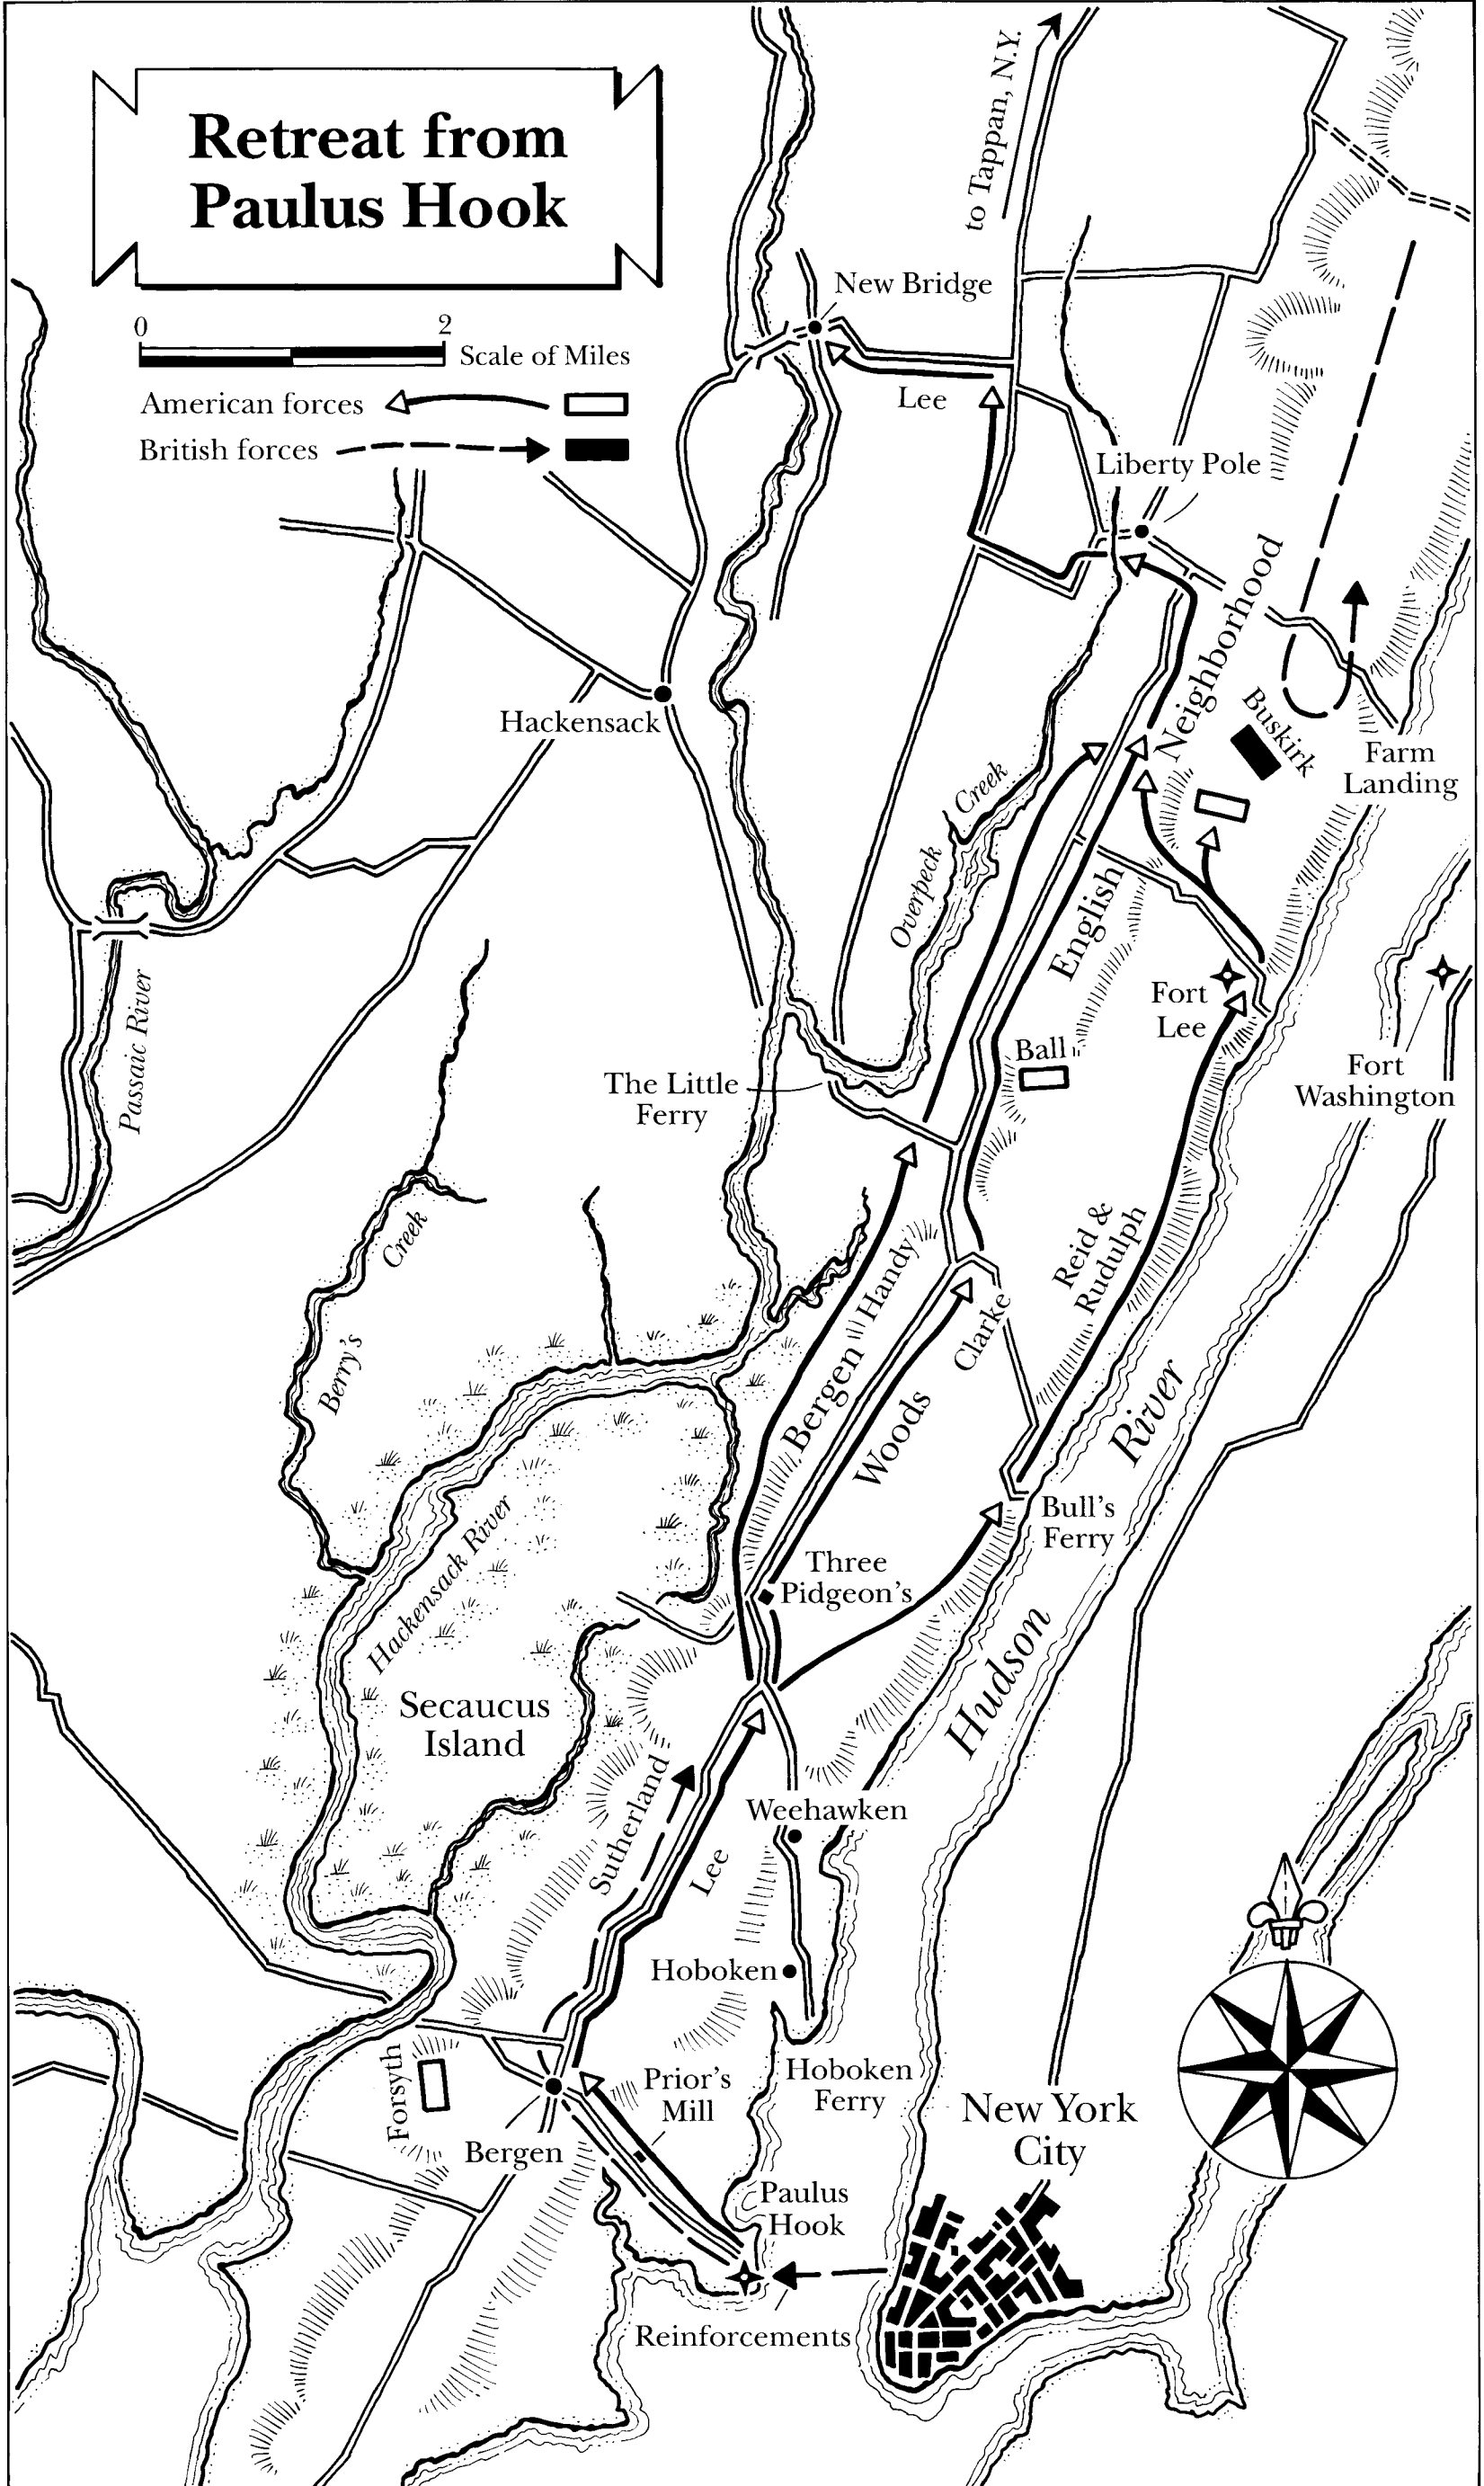 Retreat from
Paulus Hook
0 2
Scale of Miles
American forces
British forces
to Tappan, N.Y.
New Bridge
Lee
Liberty Pole
Neighborhood
Buskirk
Hackensack
Farm
Landing
Creek
Overpeck
English
Passaic River
Fort
Lee
Ball
Fort
Washington
The Little
Ferry
Creek
Berry's
Handy
Reid &
Rudulph
Clarke
Bergen
Woods
River
Bull's
Ferry
Hackensack River
Three
Pidgeon's
Hudson
Secaucus
Island
Sutherland
Weehawken
Lee
Hoboken
Forsyth
Prior's
Mill
Hoboken
Ferry
New York
City
Bergen
Paulus
Hook
Reinforcements